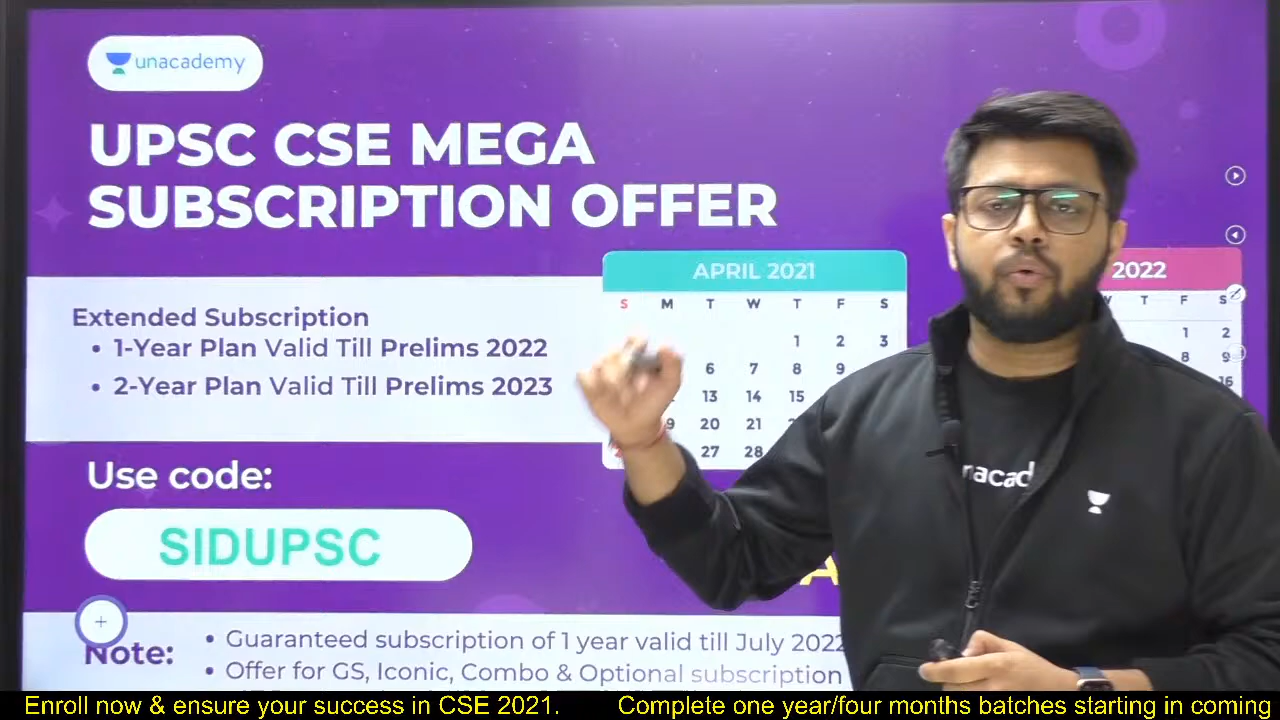 unacademy
UPSC CSE MEGA
SUBSCRIPTION OFFER
APRIL 2021
2022
S M T W T F S
W T F S
Extended Subscription
• 1-Year Plan Valid Till Prelims 2022
• 2-Year Plan Valid Till Prelims 2023
1 2 3
6 7 8 9
13 14 15
20 21
27 28
1 2
8 9
16
Use code:
SIDUPSC
Note:
• Guaranteed subscription of 1 year valid till July 2022
• Offer for GS, Iconic, Combo & Optional subscription
nacad
Enroll now & ensure your success in CSE 2021. Complete one year/four months batches starting in coming